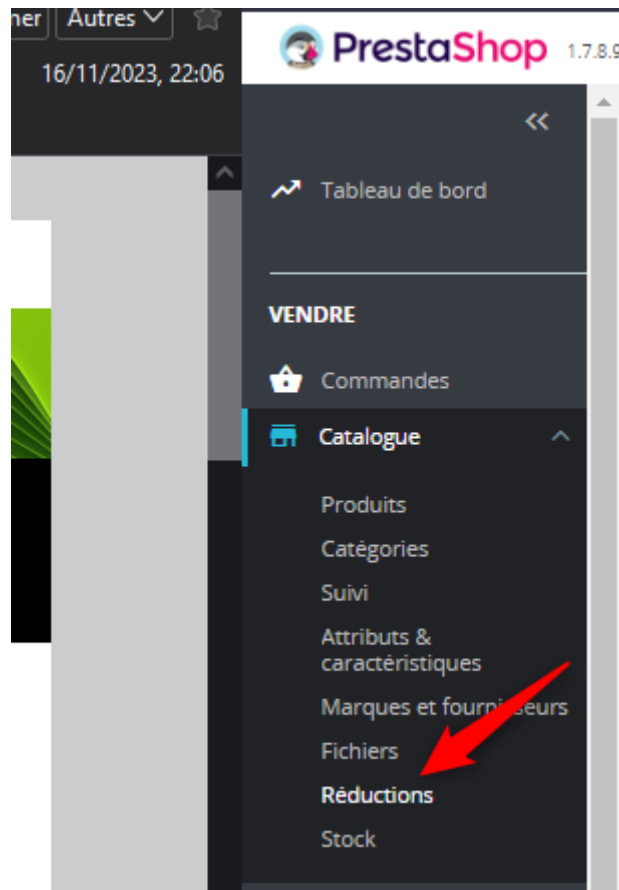 Autres
16/11/2023, 22:06
PrestaShop 1.7.8.9
Tableau de bord
VENDRE
Commandes
Catalogue
Produits
Catégories
Suivi
Attributs &
caractéristiques
Marques et fournisseurs
Fichiers
Réductions
Stock